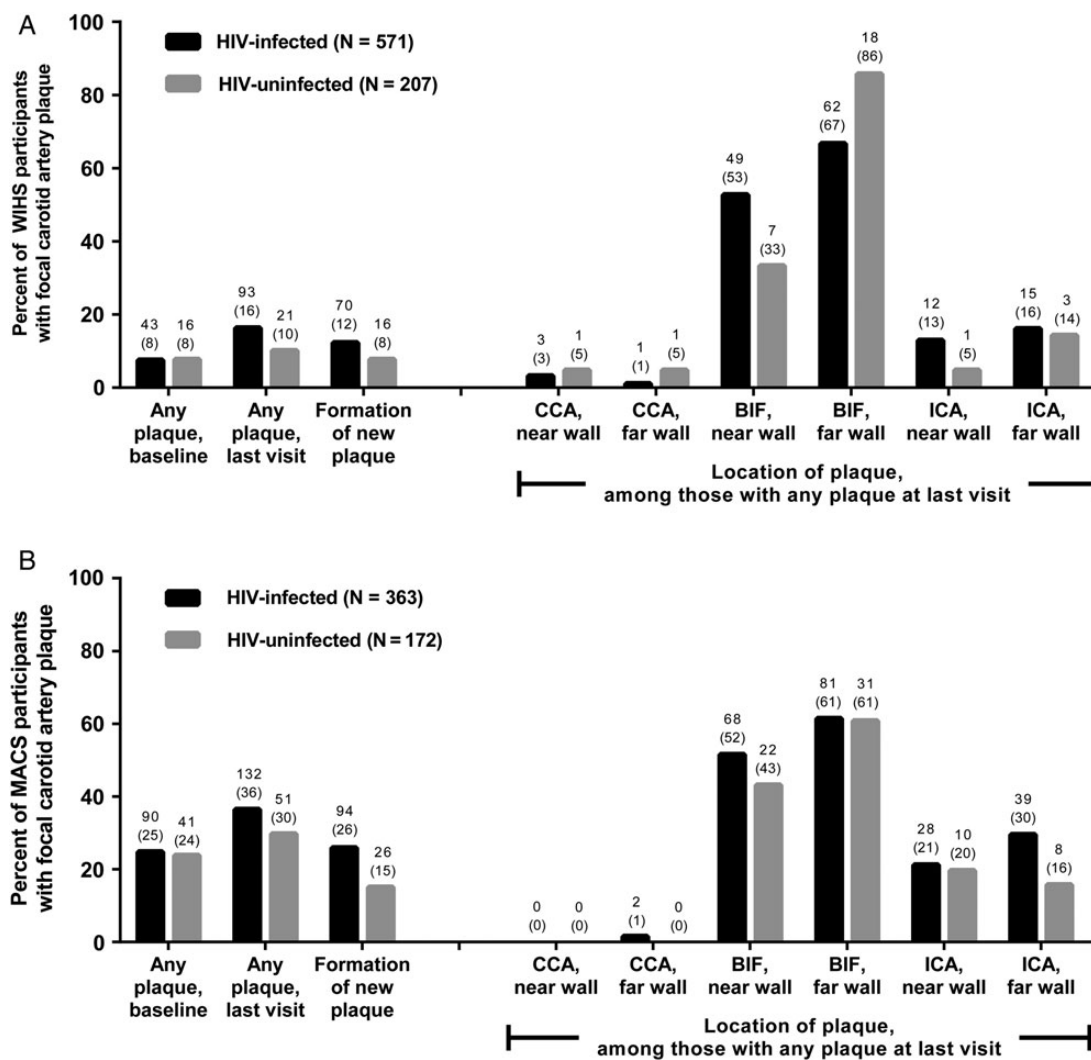 A
Percent of WIHS participants
with focal carotid artery plaque
100
80
60
40
20
0
HIV-infected (N = 571)
HIV-uninfected (N = 207)
43
(8)
16
(8)
93
(16)
21
(10)
70
(12)
16
(8)
3
(3)
1
(5)
1
(1)
1
(5)
49
(53)
7
(33)
62
(67)
18
(86)
12
(13)
1
(5)
15
(16)
3
(14)
Any
plaque,
baseline
Any
plaque,
last visit
Formation
of new
plaque
CCA,
near wall
CCA,
far wall
BIF,
near wall
BIF,
far wall
ICA,
near wall
ICA,
far wall
Location of plaque,
among those with any plaque at last visit
B
Percent of MACS participants
with focal carotid artery plaque
100
80
60
40
20
0
HIV-infected (N = 363)
HIV-uninfected (N = 172)
90
(25)
41
(24)
132
(36)
51
(30)
94
(26)
26
(15)
0
(0)
0
(0)
2
(1)
0
(0)
68
(52)
22
(43)
81
(61)
31
(61)
28
(21)
10
(20)
39
(30)
8
(16)
Any
plaque,
baseline
Any
plaque,
last visit
Formation
of new
plaque
CCA,
near wall
CCA,
far wall
BIF,
near wall
BIF,
far wall
ICA,
near wall
ICA,
far wall
Location of plaque,
among those with any plaque at last visit